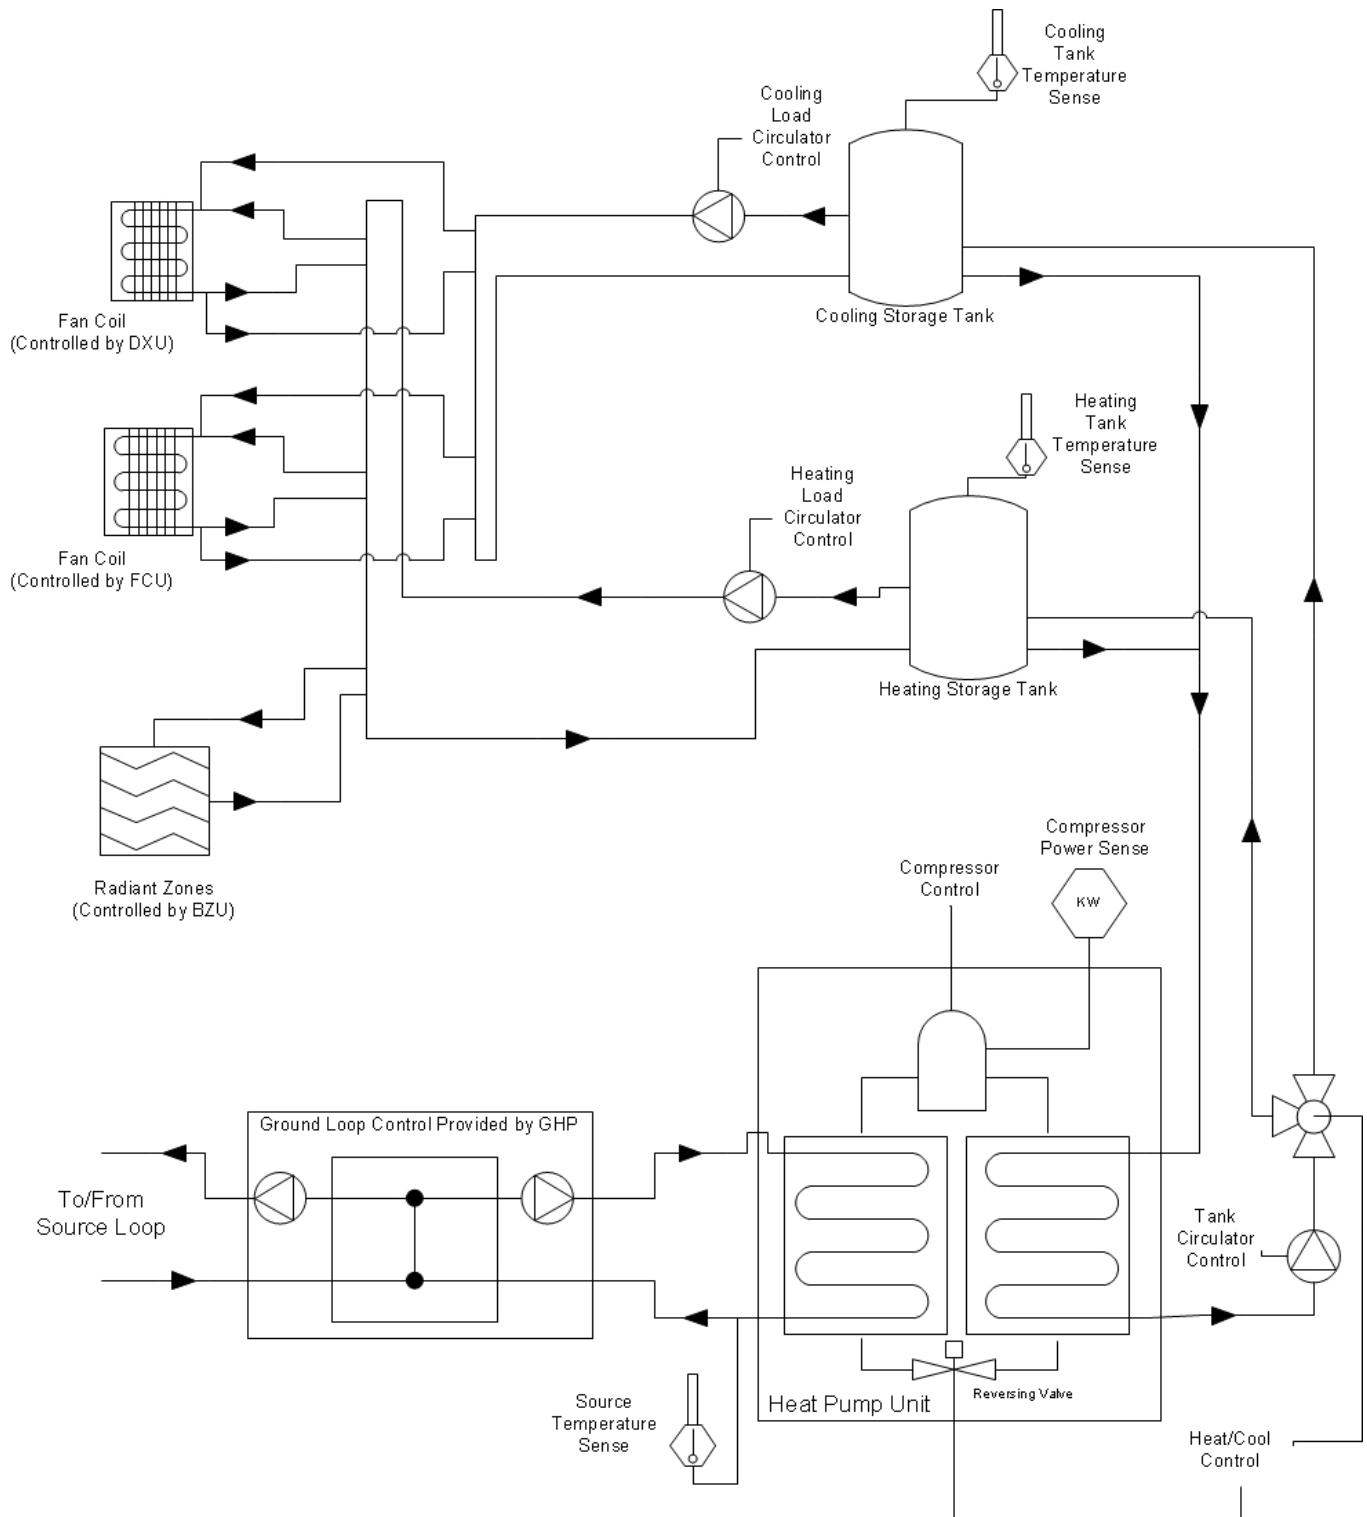 Cooling
Tank
Temperature
Sense
Cooling
Load
Circulator
Control
Cooling Storage Tank
Fan Coil
(Controlled by DXU)
Heating
Tank
Temperature
Sense
Heating
Load
Circulator
Control
Fan Coil
(Controlled by FCU)
Heating Storage Tank
Radiant Zones
(Controlled by BZU)
Compressor
Power Sense
Compressor
Control
KW
Ground Loop Control Provided by GHP
To/From
Source Loop
Tank
Circulator
Control
Reversing Valve
Heat Pump Unit
Source
Temperature
Sense
Heat/Cool
Control